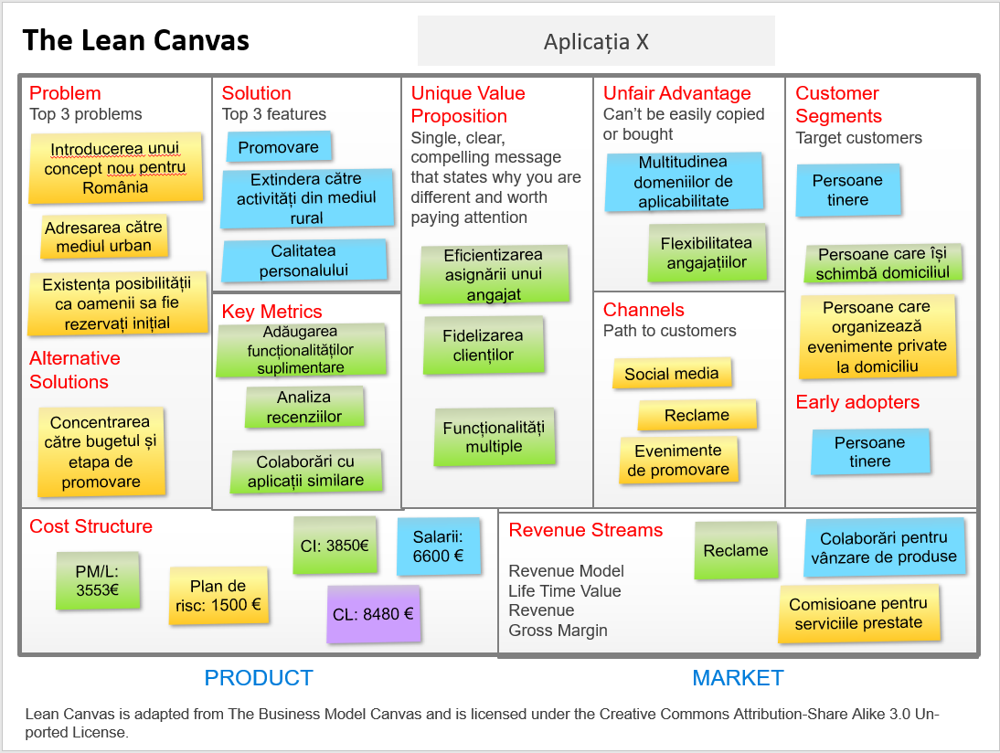 The Lean Canvas
Aplicația X
Problem
Top 3 problems
Introducerea unui
concept nou pentru
România
Adresarea către
mediul urban
Existența posibilității
ca oamenii sa fie
rezervați inițial
Alternative
Solutions
Concentrarea
către bugetul și
etapa de
promovare
Solution
Top 3 features
Promovare
Extindera către
activități din mediul
rural
Calitatea
personalului
Key Metrics
Adăugarea
funcționalităților
suplimentare
Analiza
recenziilor
Colaborări cu
aplicații similare
Unique Value
Proposition
Single, clear,
compelling message
that states why you are
different and worth
paying attention
Eficientizarea
asignării unui
angajat
Fidelizarea
clienților
Funcționalități
multiple
Unfair Advantage
Can’t be easily copied
or bought
Multitudinea
domeniilor de
aplicabilitate
Flexibilitatea
angajaților
Channels
Path to customers
Social media
Reclame
Evenimente
de promovare
Customer
Segments
Target customers
Persoane
tinere
Persoane care își
schimbă domiciliul
Persoane care
organizează
evenimente private
la domiciliu
Early adopters
Persoane
tinere
Cost Structure
PM/L:
3553€
Plan de
risc: 1500 €
CI: 3850€
CL: 8480 €
Salarii:
6600 €
Revenue Streams
Revenue Model
Life Time Value
Revenue
Gross Margin
Reclame
Colaborări pentru
vânzare de produse
Comisioane pentru
serviciile prestate
PRODUCT
MARKET
Lean Canvas is adapted from The Business Model Canvas and is licensed under the Creative Commons Attribution-Share Alike 3.0 Un-
ported License.